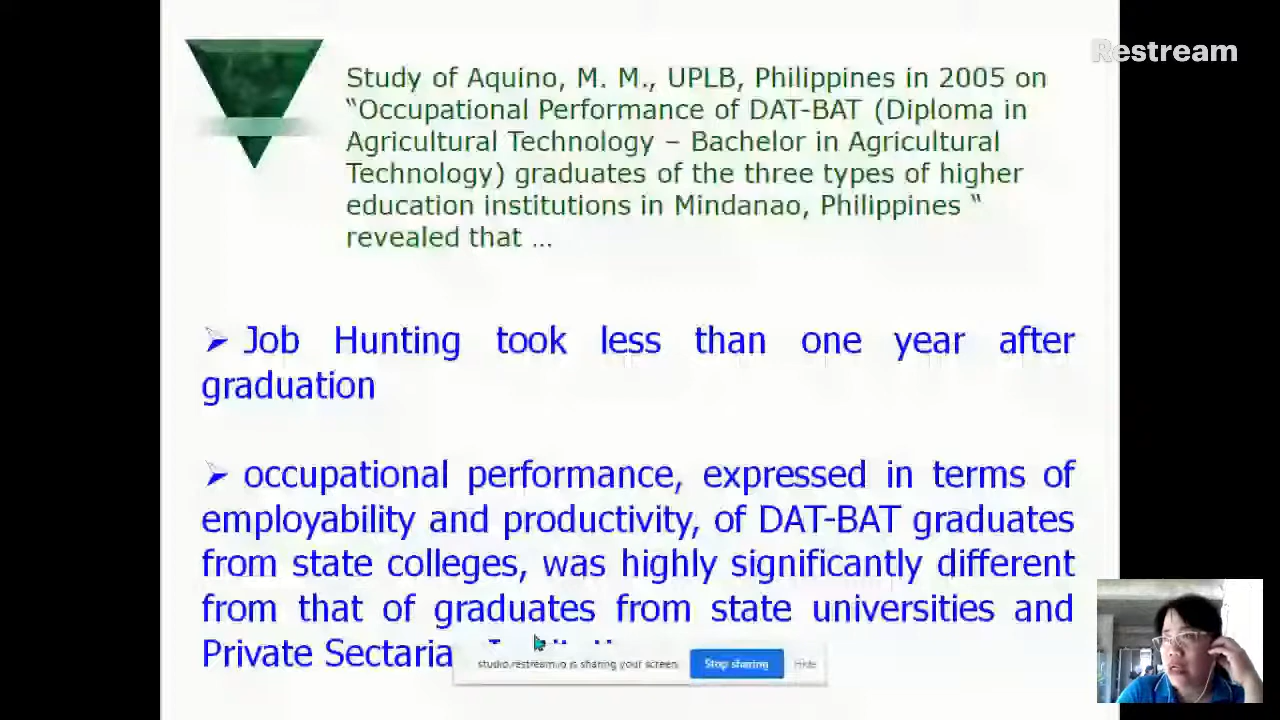 Restream
Study of Aquino, M. M., UPLB, Philippines in 2005 on
“Occupational Performance of DAT-BAT (Diploma in
Agricultural Technology – Bachelor in Agricultural
Technology) graduates of the three types of higher
education institutions in Mindanao, Philippines “
revealed that …
➢ Job Hunting took less than one year after
graduation
➢ occupational performance, expressed in terms of
employability and productivity, of DAT-BAT graduates
from state colleges, was highly significantly different
from that of graduates from state universities and
Private
studio.restream.io is sharing your screen. Stop sharing Hide